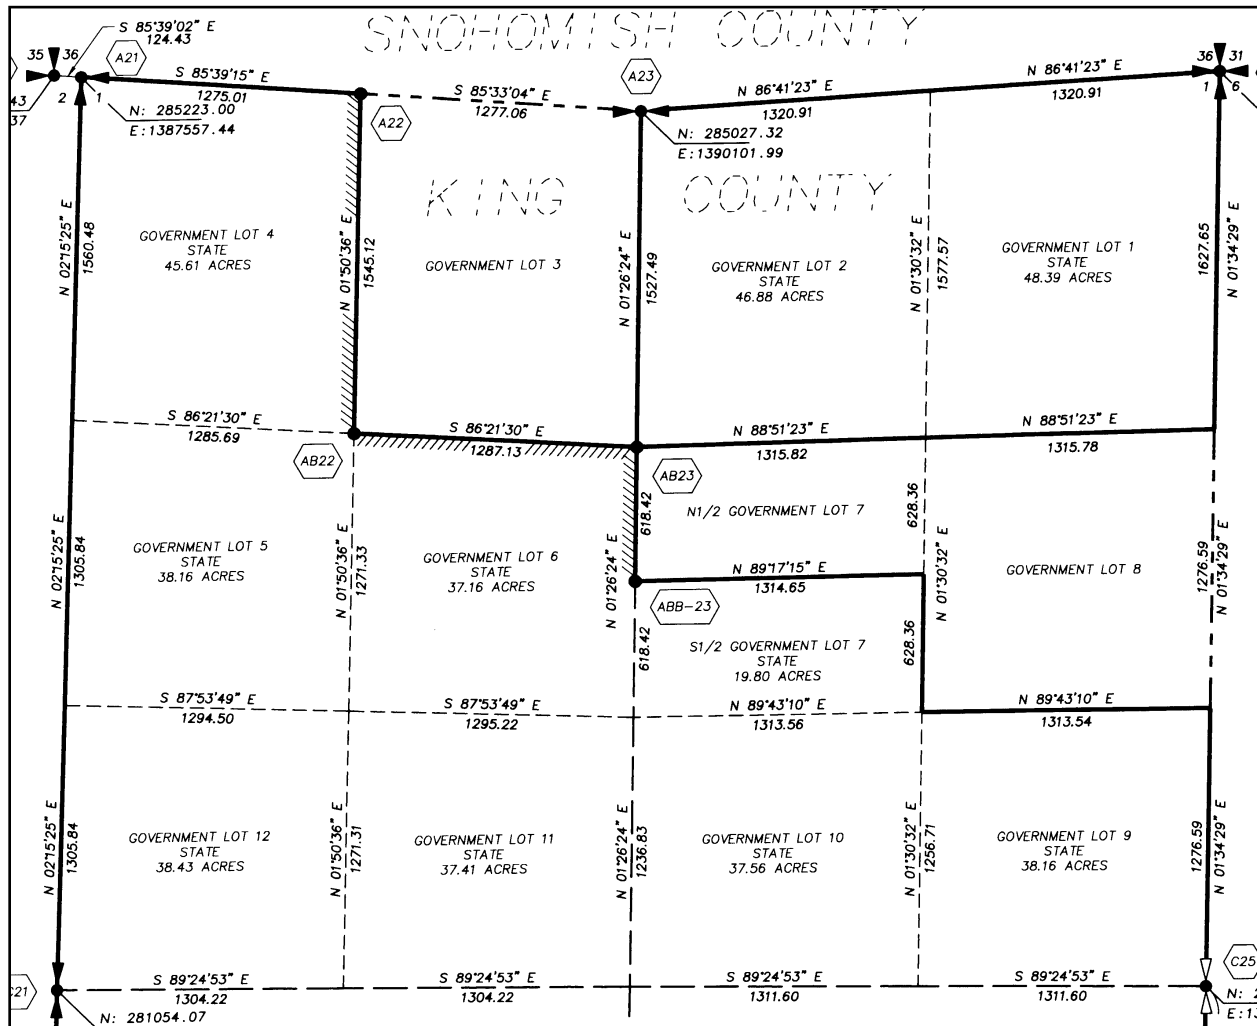 SNOHOMISH COUNTY
S 85°39'02" E
124.43
35
36
A21
2
1
43
37
S 85°39'15" E
1275.01
N: 285223.00
E:1387557.44
A22
S 85°33'04" E
1277.06
A23
N: 285027.32
E:1390101.99
N 86°41'23" E
1320.91
N 86°41'23" E
1320.91
36
31
1
6
KING COUNTY
N 02°15'25" E
1560.48
GOVERNMENT LOT 4
STATE
45.61 ACRES
N 01°50'36" E
1545.12
GOVERNMENT LOT 3
N 01°26'24" E
1527.49
GOVERNMENT LOT 2
STATE
46.88 ACRES
N 01°30'32" E
1577.57
GOVERNMENT LOT 1
STATE
48.39 ACRES
1627.65
N 01°34'29" E
S 86°21'30" E
1285.69
AB22
S 86°21'30" E
1287.13
AB23
N 88°51'23" E
1315.82
N 88°51'23" E
1315.78
N 02°15'25" E
1305.84
GOVERNMENT LOT 5
STATE
38.16 ACRES
N 01°50'36" E
1271.33
GOVERNMENT LOT 6
STATE
37.16 ACRES
N 01°26'24" E
618.42
N1/2 GOVERNMENT LOT 7
628.36
N 01°30'32" E
N 89°17'15" E
1314.65
ABB-23
618.42
S1/2 GOVERNMENT LOT 7
STATE
19.80 ACRES
628.36
GOVERNMENT LOT 8
1276.59
N 01°34'29" E
S 87°53'49" E
1294.50
S 87°53'49" E
1295.22
N 89°43'10" E
1313.56
N 89°43'10" E
1313.54
N 02°15'25" E
1305.84
GOVERNMENT LOT 12
STATE
38.43 ACRES
N 01°50'36" E
1271.31
GOVERNMENT LOT 11
STATE
37.41 ACRES
N 01°26'24" E
1236.83
GOVERNMENT LOT 10
STATE
37.56 ACRES
N 01°30'32" E
1256.71
GOVERNMENT LOT 9
STATE
38.16 ACRES
1276.59
N 01°34'29" E
C21
S 89°24'53" E
1304.22
S 89°24'53" E
1304.22
S 89°24'53" E
1311.60
S 89°24'53" E
1311.60
C25
N: 281054.07
N: 2
E:13